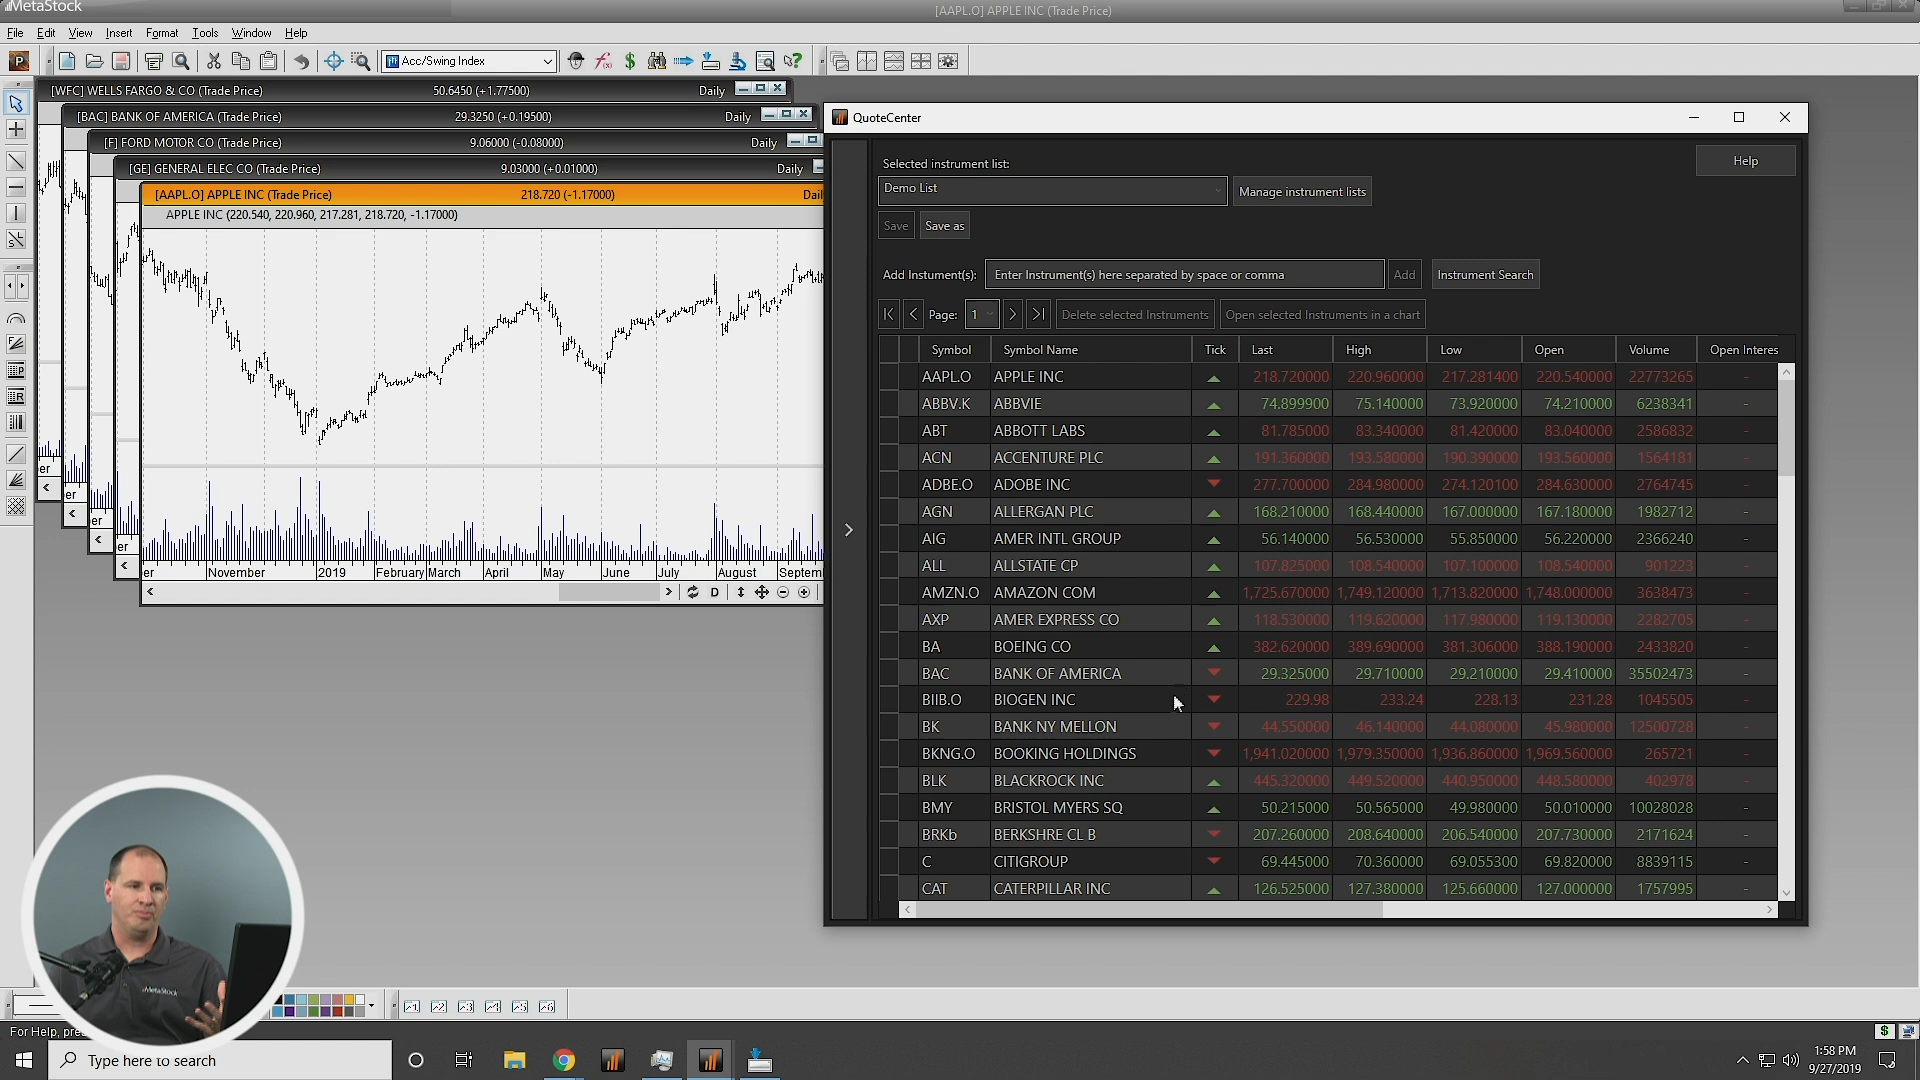 MetaStock
[AAPL.O] APPLE INC (Trade Price)
File Edit View Insert Format Tools Window Help
Acc/Swing Index
[WFC] WELLS FARGO & CO (Trade Price) 50.6450 (+1.77500) Daily
[BAC] BANK OF AMERICA (Trade Price) 29.3250 (+0.19500) Daily
[F] FORD MOTOR CO (Trade Price) 9.06000 (-0.08000) Daily
[GE] GENERAL ELEC CO (Trade Price) 9.03000 (+0.01000) Daily
[AAPL.O] APPLE INC (Trade Price) 218.720 (-1.17000) Dail
APPLE INC (220.540, 220.960, 217.281, 218.720, -1.17000)
er
er
er
er
er November 2019 February March April May June July August Septem
D
QuoteCenter
Selected instrument list:
Help
Demo List
Manage instrument lists
Save Save as
Add Instument(s): Enter Instrument(s) here separated by space or comma Add Instrument Search
Page: 1 Delete selected Instruments Open selected Instruments in a chart
Symbol Symbol Name Tick Last High Low Open Volume Open Interes
AAPL.O APPLE INC 218.720000 220.960000 217.281400 220.540000 22773265 -
ABBV.K ABBVIE 74.899900 75.140000 73.920000 74.210000 6238341 -
ABT ABBOTT LABS 81.785000 83.340000 81.420000 83.040000 2586832 -
ACN ACCENTURE PLC 191.360000 193.580000 190.390000 193.560000 1564181 -
ADBE.O ADOBE INC 277.700000 284.980000 274.120100 284.630000 2764745 -
AGN ALLERGAN PLC 168.210000 168.440000 167.000000 167.180000 1982712 -
AIG AMER INTL GROUP 56.140000 56.530000 55.850000 56.220000 2366240 -
ALL ALLSTATE CP 107.825000 108.540000 107.100000 108.540000 901223 -
AMZN.O AMAZON COM 1,725.670000 1,749.120000 1,713.820000 1,748.000000 3638473 -
AXP AMER EXPRESS CO 118.530000 119.620000 117.980000 119.130000 2282705 -
BA BOEING CO 382.620000 389.690000 381.306000 388.190000 2433820 -
BAC BANK OF AMERICA 29.325000 29.710000 29.210000 29.410000 35502473 -
BIIB.O BIOGEN INC 229.98 233.24 228.13 231.28 1045505 -
BK BANK NY MELLON 44.550000 46.140000 44.080000 45.980000 12500728 -
BKNG.O BOOKING HOLDINGS 1,941.020000 1,979.350000 1,936.860000 1,969.560000 265721 -
BLK BLACKROCK INC 445.320000 449.520000 440.950000 448.580000 402978 -
BMY BRISTOL MYERS SQ 50.215000 50.565000 49.980000 50.010000 10028028 -
BRKb BERKSHRE CL B 207.260000 208.640000 206.540000 207.730000 2171624 -
C CITIGROUP 69.445000 70.360000 69.055300 69.820000 8839115 -
CAT CATERPILLAR INC 126.525000 127.380000 125.660000 127.000000 1757995 -
MetaStock
For Help, pre
Type here to search
1:58 PM
9/27/2019